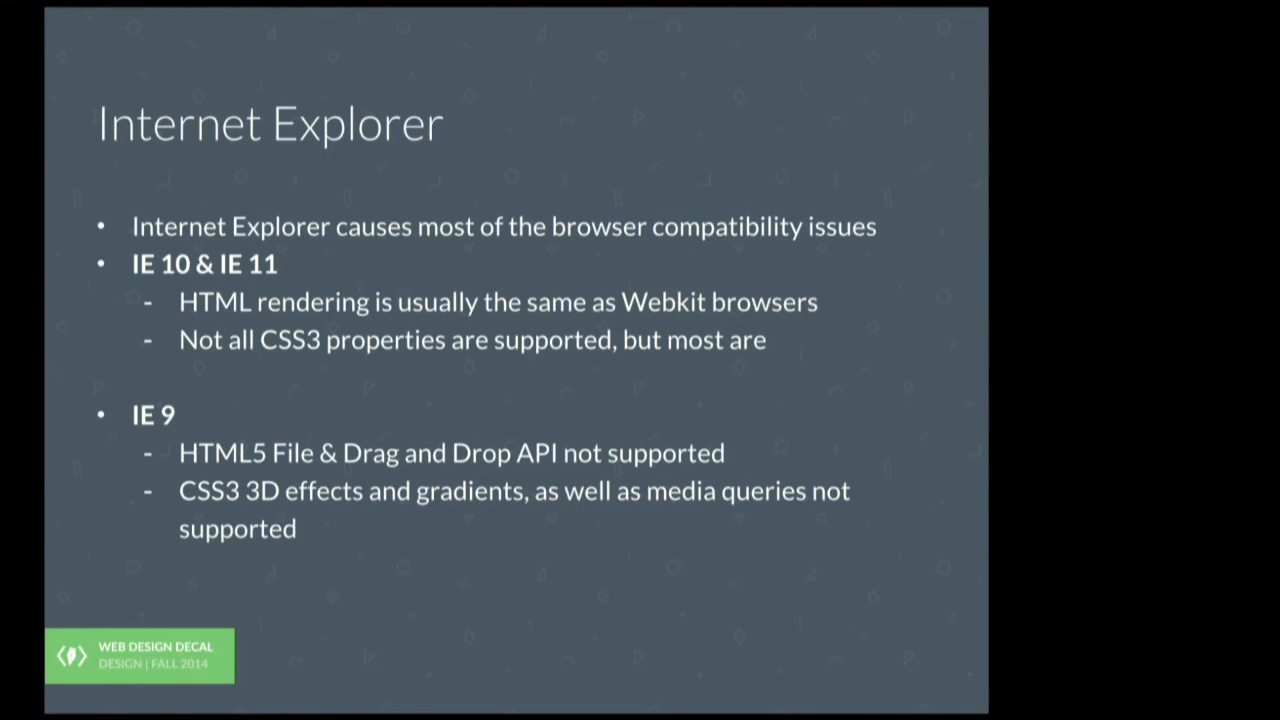 Internet Explorer
• Internet Explorer causes most of the browser compatibility issues
• IE 10 & IE 11
- HTML rendering is usually the same as Webkit browsers
- Not all CSS3 properties are supported, but most are
• IE 9
- HTML5 File & Drag and Drop API not supported
- CSS3 3D effects and gradients, as well as media queries not
supported
WEB DESIGN DECAL
DESIGN | FALL 2014